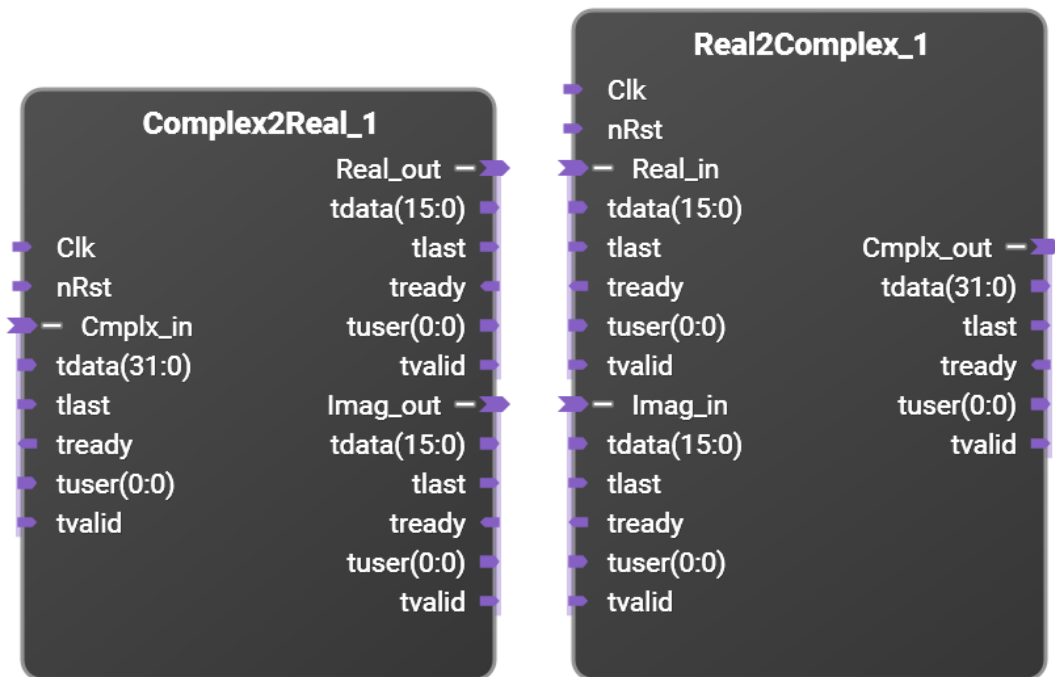 Complex2Real_1
Clk
nRst
Cmplx_in
tdata(31:0)
tlast
tready
tuser(0:0)
tvalid
Real_out
tdata(15:0)
tlast
tready
tuser(0:0)
tvalid
Imag_out
tdata(15:0)
tlast
tready
tuser(0:0)
tvalid
Real2Complex_1
Clk
nRst
Real_in
tdata(15:0)
tlast
tready
tuser(0:0)
tvalid
Imag_in
tdata(15:0)
tlast
tready
tuser(0:0)
tvalid
Cmplx_out
tdata(31:0)
tlast
tready
tuser(0:0)
tvalid